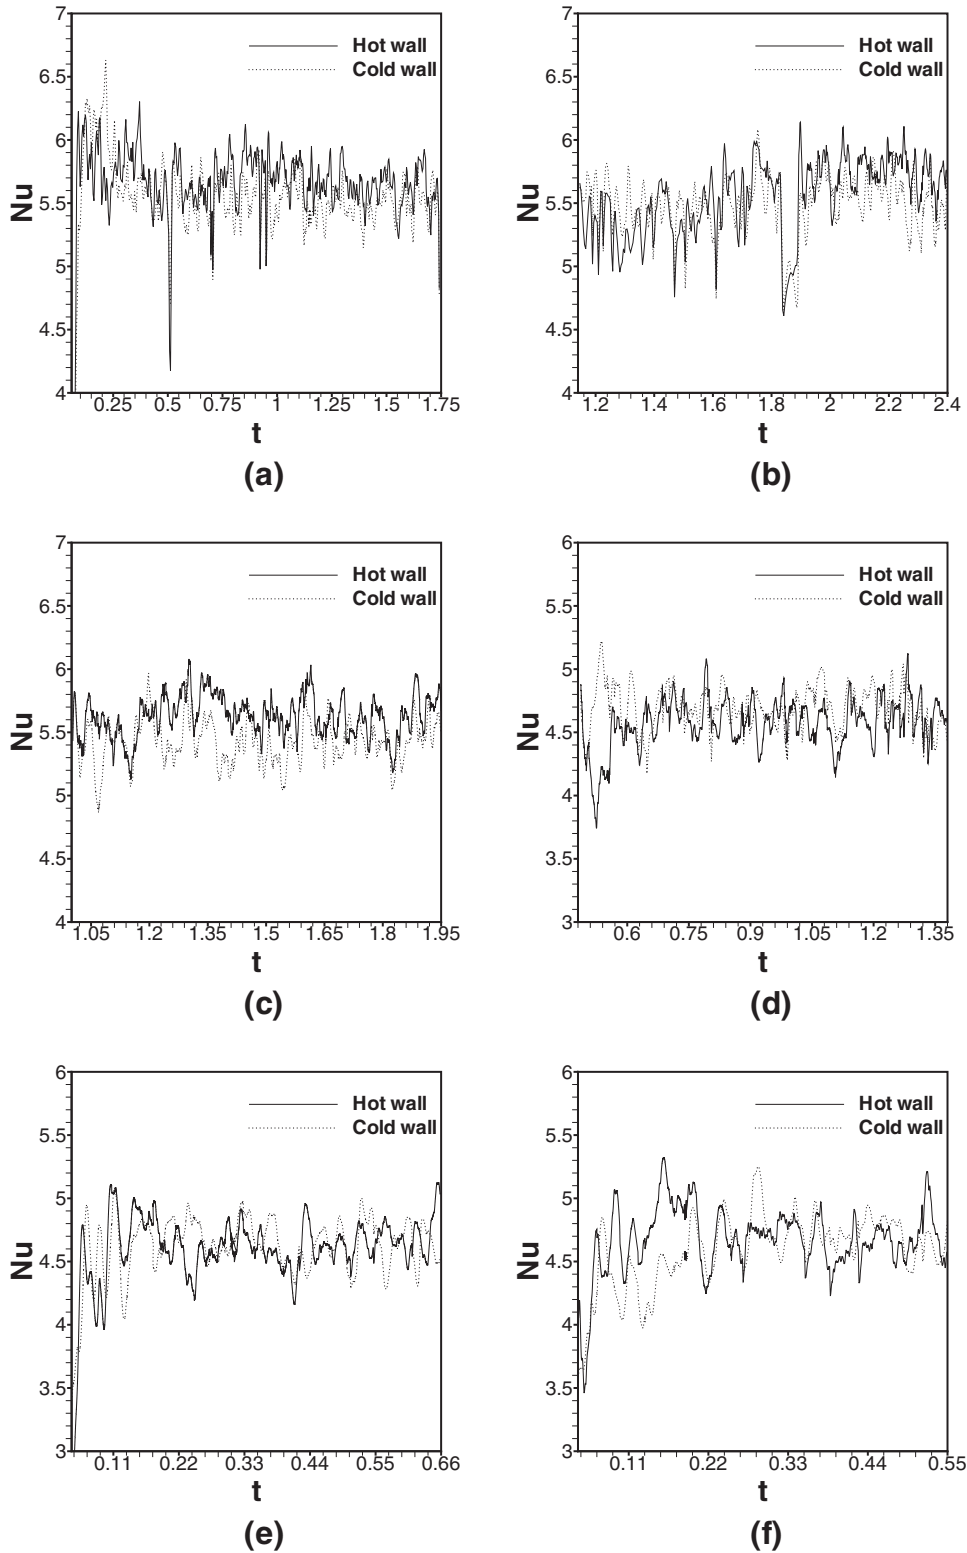 7
6.5
6
5.5
5
4.5
4
Nu
Hot wall
Cold wall
0.25 0.5 0.75 1 1.25 1.5 1.75
t
(a)
7
6.5
6
5.5
5
4.5
4
Nu
Hot wall
Cold wall
1.2 1.4 1.6 1.8 2 2.2 2.4
t
(b)
7
6.5
6
5.5
5
4.5
4
Nu
Hot wall
Cold wall
1.05 1.2 1.35 1.5 1.65 1.8 1.95
t
(c)
6
5.5
5
4.5
4
3.5
3
Nu
Hot wall
Cold wall
0.6 0.75 0.9 1.05 1.2 1.35
t
(d)
6
5.5
5
4.5
4
3.5
3
Nu
Hot wall
Cold wall
0.11 0.22 0.33 0.44 0.55 0.66
t
(e)
6
5.5
5
4.5
4
3.5
3
Nu
Hot wall
Cold wall
0.11 0.22 0.33 0.44 0.55
t
(f)